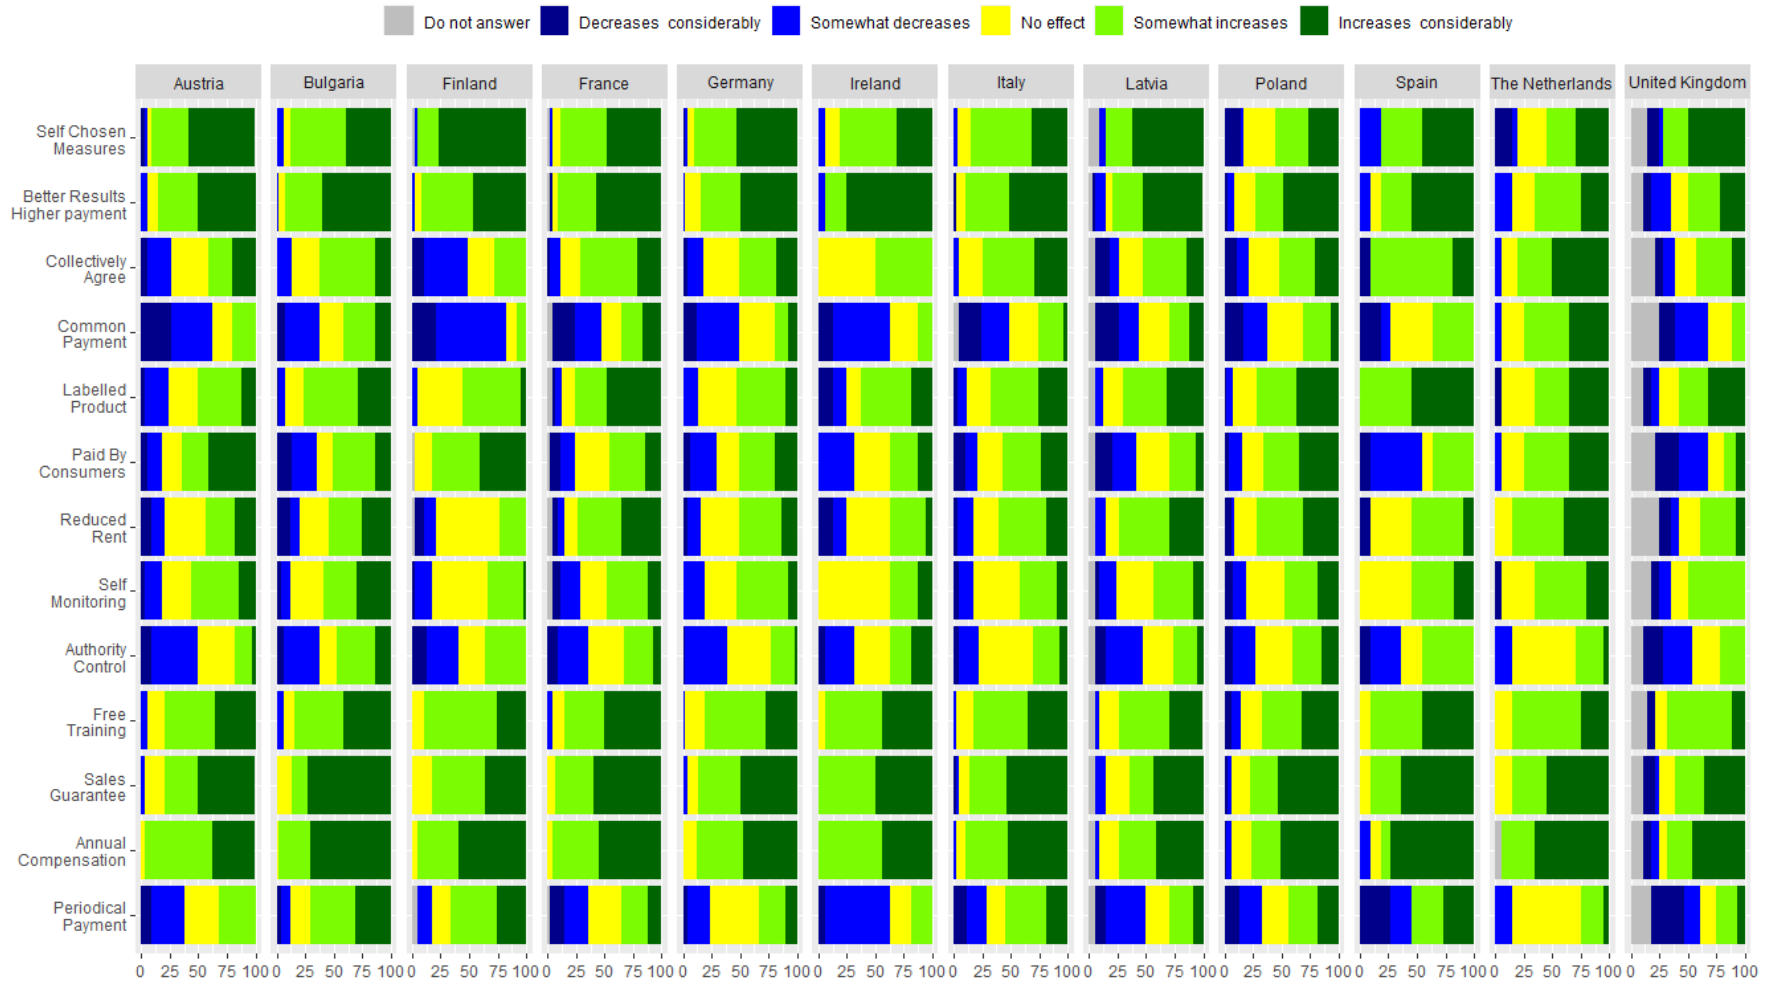 Do not answer Decreases considerably Somewhat decreases No effect Somewhat increases Increases considerably
Austria Bulgaria Finland France Germany Ireland Italy Latvia Poland Spain The Netherlands United Kingdom
Self Chosen
Measures
Better Results
Higher payment
Collectively
Agree
Common
Payment
Labelled
Product
Paid By
Consumers
Reduced
Rent
Self
Monitoring
Authority
Control
Free
Training
Sales
Guarantee
Annual
Compensation
Periodical
Payment
0 25 50 75 100 0 25 50 75 100 0 25 50 75 100 0 25 50 75 100 0 25 50 75 100 0 25 50 75 100 0 25 50 75 100 0 25 50 75 100 0 25 50 75 100 0 25 50 75 100 0 25 50 75 100 0 25 50 75 100